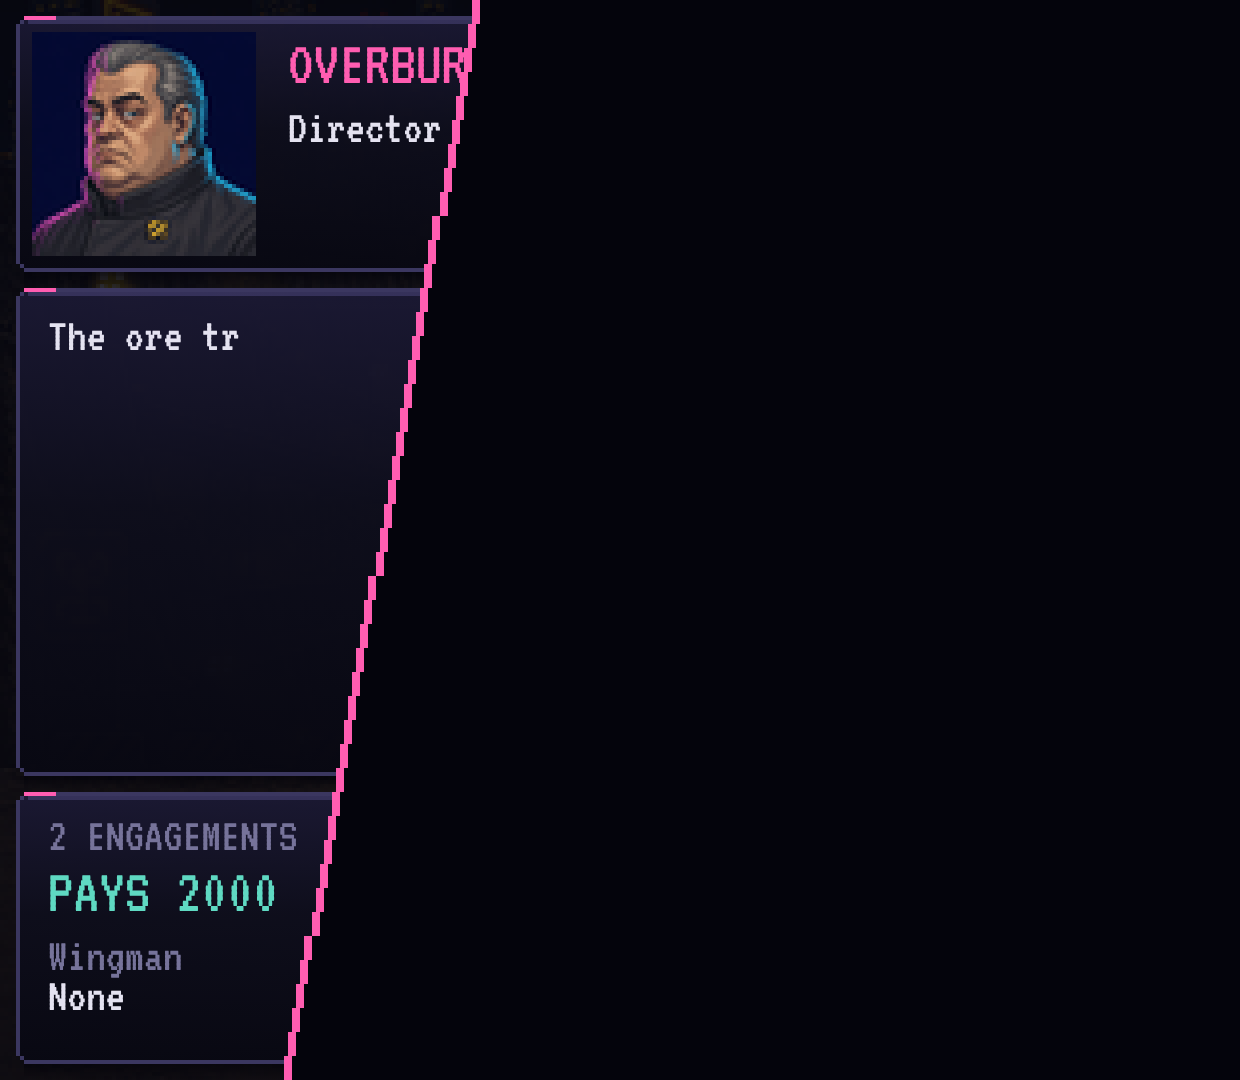 OVERBUR
Director
The ore tr
2 ENGAGEMENTS
PAYS 2000
Wingman
None